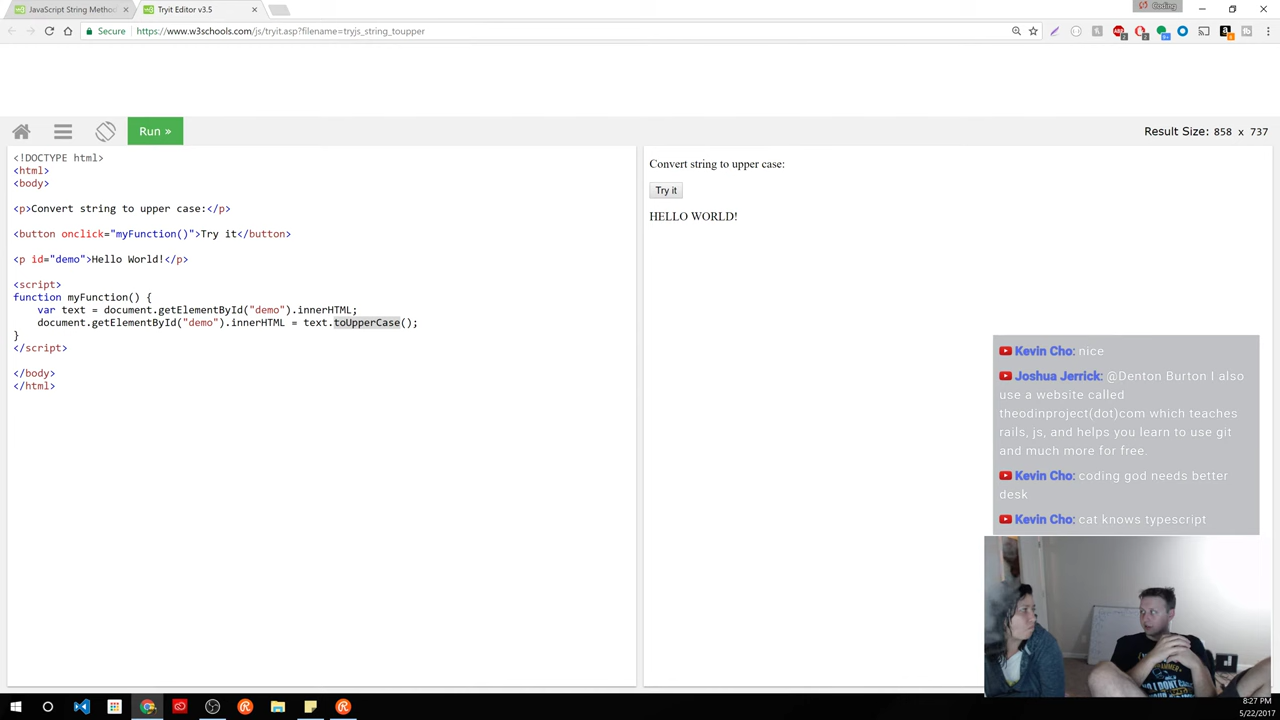 JavaScript String Metho
Tryit Editor v3.5
Coding
Secure
https://www.w3schools.com/js/tryit.asp?filename=tryjs_string_toupper
Run »
Result Size: 858 x 737
<!DOCTYPE html>
<html>
<body>
<p>Convert string to upper case:</p>
<button onclick="myFunction()">Try it</button>
<p id="demo">Hello World!</p>
<script>
function myFunction() {
    var text = document.getElementById("demo").innerHTML;
    document.getElementById("demo").innerHTML = text.toUpperCase();
}
</script>
</body>
</html>
Convert string to upper case:
Try it
HELLO WORLD!
Kevin Cho: nice
Joshua Jerrick: @Denton Burton I also
use a website called
theodinproject(dot)com which teaches
rails, js, and helps you learn to use git
and much more for free.
Kevin Cho: coding god needs better
desk
Kevin Cho: cat knows typescript
8:27 PM
5/22/2017